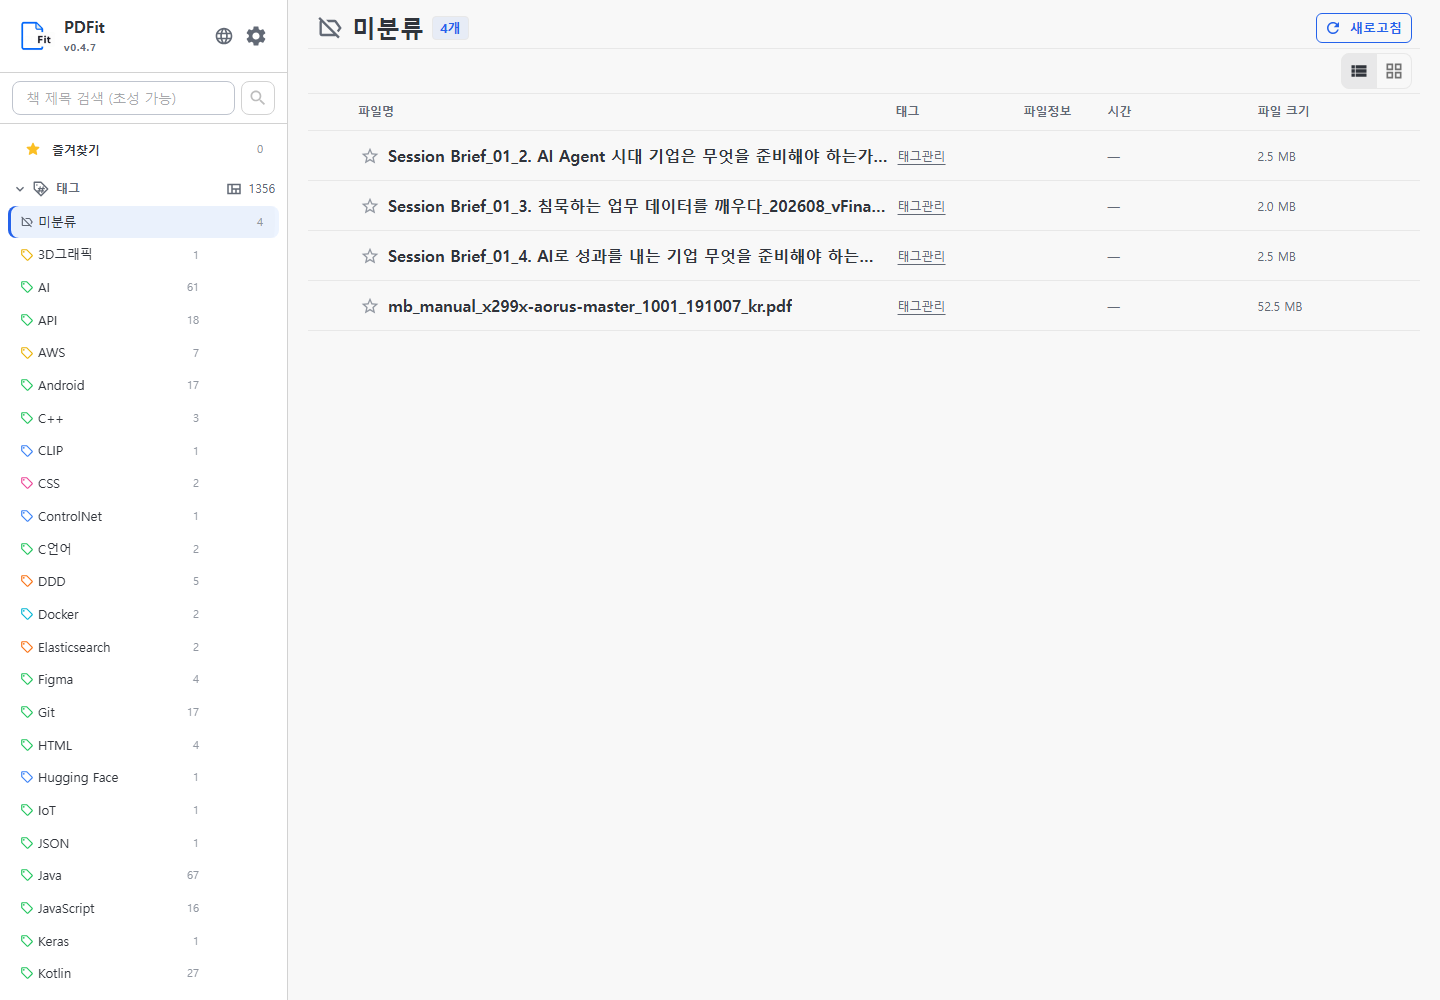 Fit
PDFit
v0.4.7
책 제목 검색 (초성 가능)
즐겨찾기 0
태그 1356
미분류 4
3D그래픽 1
AI 61
API 18
AWS 7
Android 17
C++ 3
CLIP 1
CSS 2
ControlNet 1
C언어 2
DDD 5
Docker 2
Elasticsearch 2
Figma 4
Git 17
HTML 4
Hugging Face 1
IoT 1
JSON 1
Java 67
JavaScript 16
Keras 1
Kotlin 27
미분류 4개
새로고침
파일명 태그 파일정보 시간 파일 크기
Session Brief_01_2. AI Agent 시대 기업은 무엇을 준비해야 하는가... 태그관리 — 2.5 MB
Session Brief_01_3. 침묵하는 업무 데이터를 깨우다_202608_vFina... 태그관리 — 2.0 MB
Session Brief_01_4. AI로 성과를 내는 기업 무엇을 준비해야 하는... 태그관리 — 2.5 MB
mb_manual_x299x-aorus-master_1001_191007_kr.pdf 태그관리 — 52.5 MB